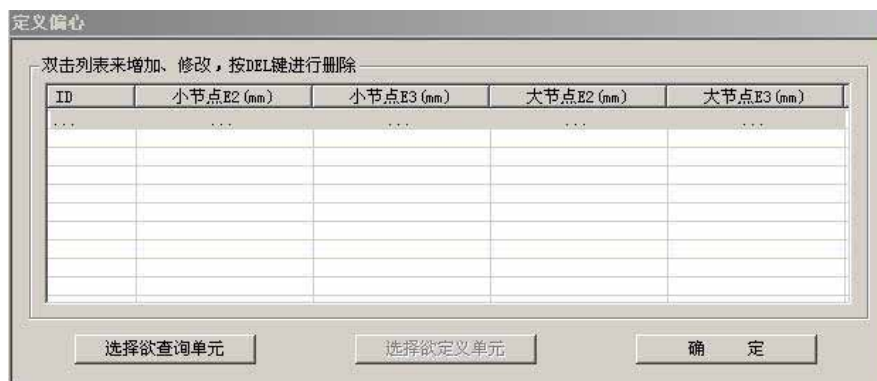 定义偏心
双击列表来增加、修改，按DEL键进行删除
ID 小节点E2(mm) 小节点E3(mm) 大节点E2(mm) 大节点E3(mm)
... ... ... ... ...
选择欲查询单元 选择欲定义单元 确 定